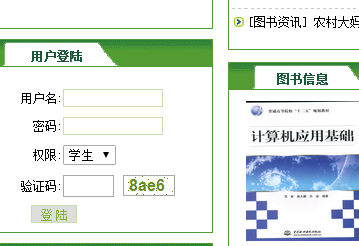 [图书资讯] 农村大妈
用户登陆
用户名:
密码:
权限: 学生
验证码: 8ae6
登陆
图书信息
计算机应用基础